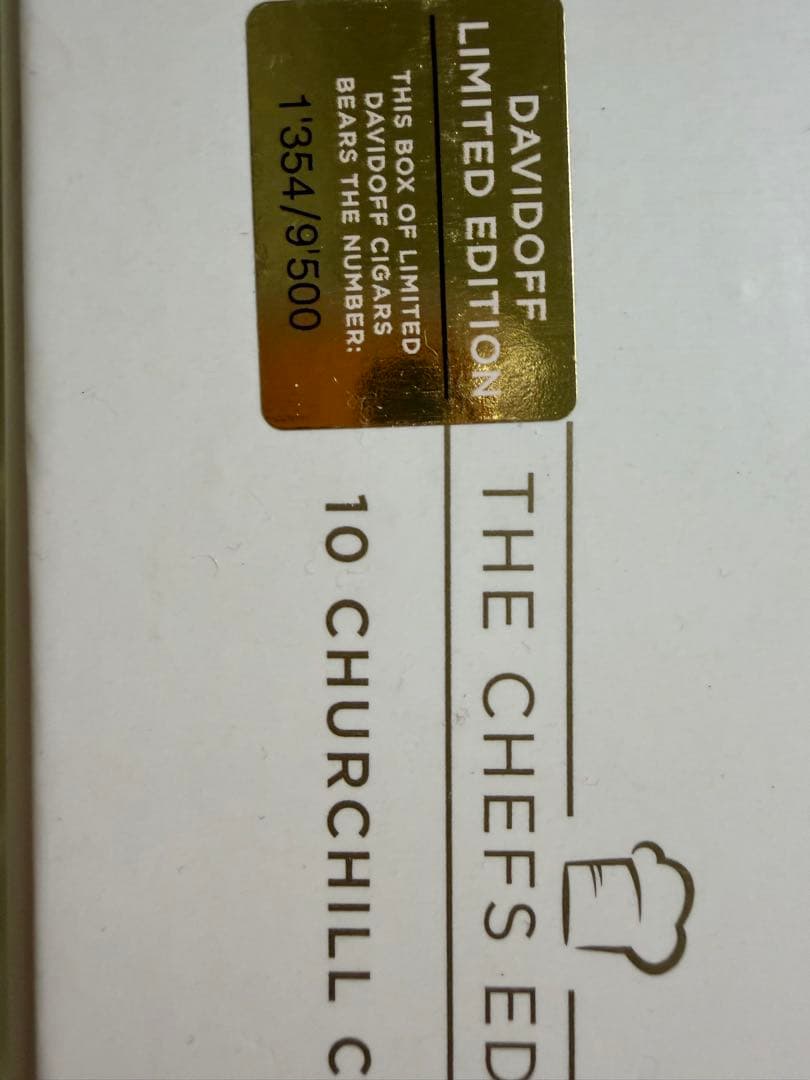 DAVIDOFF
LIMITED EDITION
THIS BOX OF LIMITED
DAVIDOFF CIGARS
BEARS THE NUMBER:
1'354/9'500
THE CHEFS ED
10 CHURCHILL C